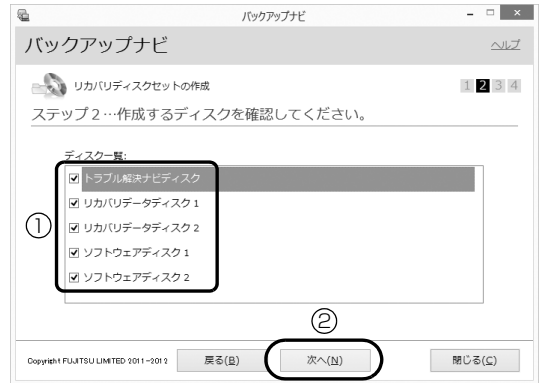 バックアップナビ
バックアップナビ
ヘルプ
リカバリディスクセットの作成
1 2 3 4
ステップ2…作成するディスクを確認してください。
ディスク一覧:
トラブル解決ナビディスク
リカバリデータディスク1
リカバリデータディスク2
① ソフトウェアディスク1
ソフトウェアディスク2
②
Copyright FUJITSU LIMITED 2011-2012 戻る(B) 次へ(N) 閉じる(C)